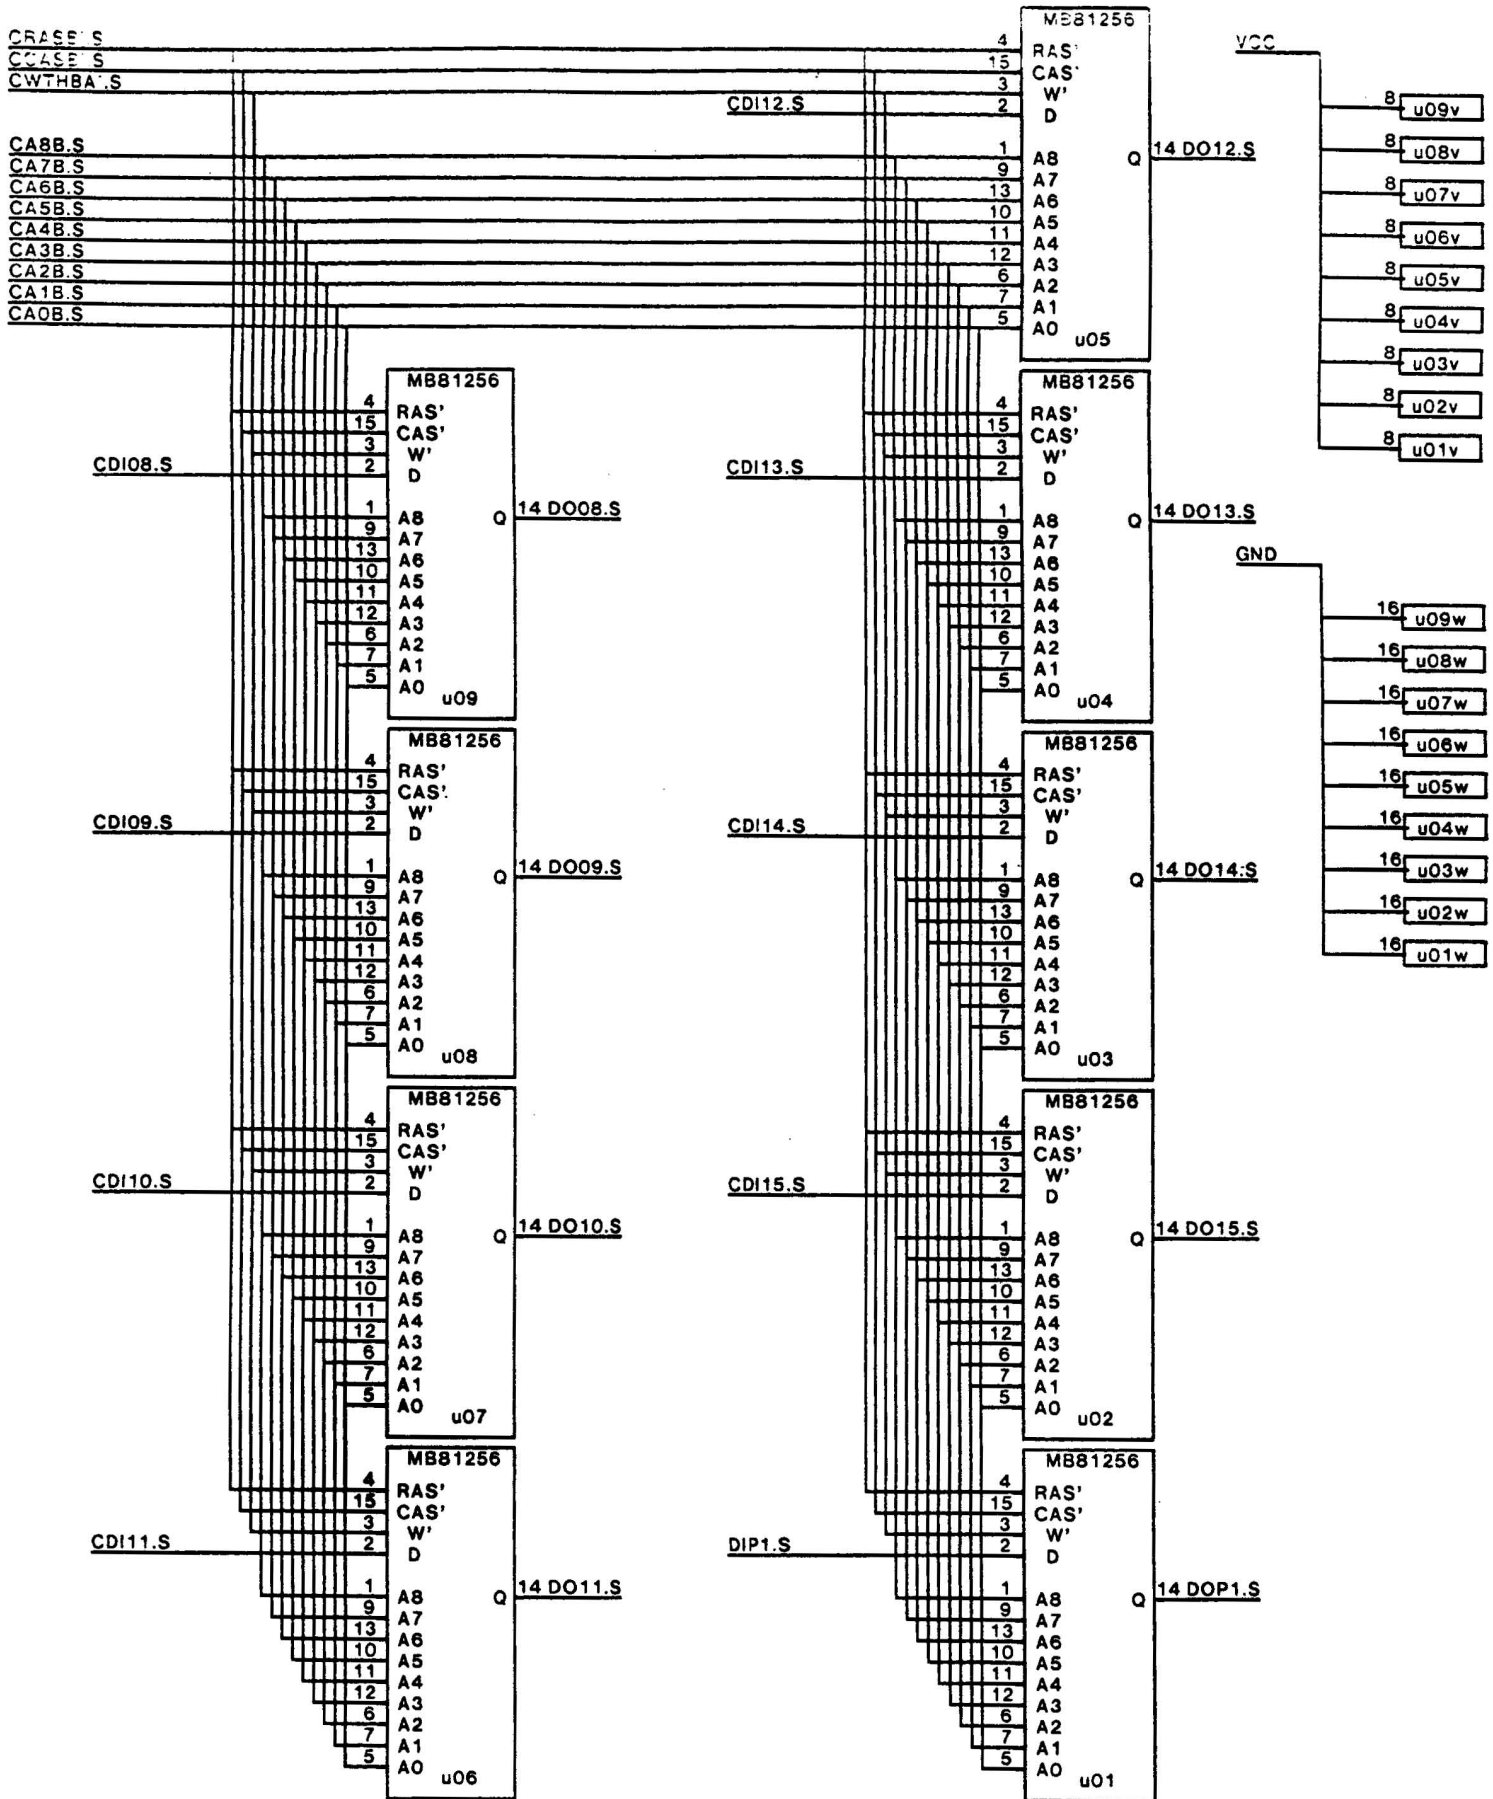 CRASB'.S
CCASB'.S
CWTHBA'.S
CA8B.S
CA7B.S
CA6B.S
CA5B.S
CA4B.S
CA3B.S
CA2B.S
CA1B.S
CA0B.S
MB81256
4 RAS'
15 CAS'
3 W'
CDI12.S 2 D
1 A8 Q 14 DO12.S
9 A7
13 A6
10 A5
11 A4
12 A3
6 A2
7 A1
5 A0
u05
MB81256
4 RAS'
15 CAS'
3 W'
CDI08.S 2 D
1 A8 Q 14 DO08.S
9 A7
13 A6
10 A5
11 A4
12 A3
6 A2
7 A1
5 A0
u09
MB81256
4 RAS'
15 CAS'
3 W'
CDI09.S 2 D
1 A8 Q 14 DO09.S
9 A7
13 A6
10 A5
11 A4
12 A3
6 A2
7 A1
5 A0
u08
MB81256
4 RAS'
15 CAS'
3 W'
CDI10.S 2 D
1 A8 Q 14 DO10.S
9 A7
13 A6
10 A5
11 A4
12 A3
6 A2
7 A1
5 A0
u07
MB81256
4 RAS'
15 CAS'
3 W'
CDI11.S 2 D
1 A8 Q 14 DO11.S
9 A7
13 A6
10 A5
11 A4
12 A3
6 A2
7 A1
5 A0
u06
MB81256
4 RAS'
15 CAS'
3 W'
CDI13.S 2 D
1 A8 Q 14 DO13.S
9 A7
13 A6
10 A5
11 A4
12 A3
6 A2
7 A1
5 A0
u04
MB81256
4 RAS'
15 CAS'
3 W'
CDI14.S 2 D
1 A8 Q 14 DO14.S
9 A7
13 A6
10 A5
11 A4
12 A3
6 A2
7 A1
5 A0
u03
MB81256
4 RAS'
15 CAS'
3 W'
CDI15.S 2 D
1 A8 Q 14 DO15.S
9 A7
13 A6
10 A5
11 A4
12 A3
6 A2
7 A1
5 A0
u02
MB81256
4 RAS'
15 CAS'
3 W'
DIP1.S 2 D
1 A8 Q 14 DOP1.S
9 A7
13 A6
10 A5
11 A4
12 A3
6 A2
7 A1
5 A0
u01
VCC
8 u09v
8 u08v
8 u07v
8 u06v
8 u05v
8 u04v
8 u03v
8 u02v
8 u01v
GND
16 u09w
16 u08w
16 u07w
16 u06w
16 u05w
16 u04w
16 u03w
16 u02w
16 u01w